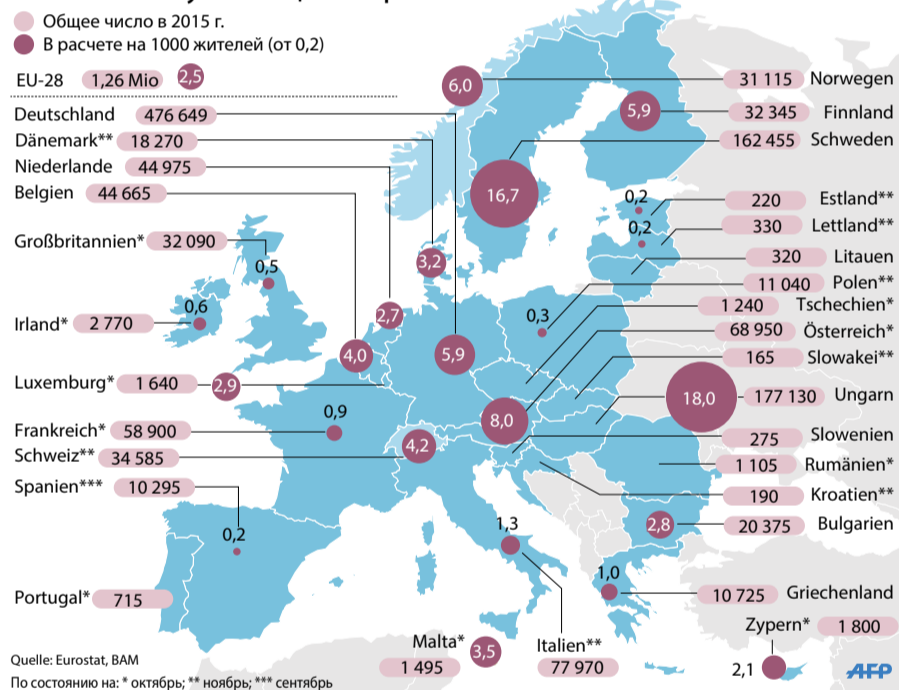 Общее число в 2015 г.
В расчете на 1000 жителей (от 0,2)
EU-28 1,26 Mio 2,5
Deutschland 476 649
Dänemark** 18 270
Niederlande 44 975
Belgien 44 665
Großbritannien* 32 090
Irland* 2 770
Luxemburg* 1 640 2,9
Frankreich* 58 900
Schweiz** 34 585
Spanien*** 10 295
Portugal* 715
6,0
5,9
16,7
0,2
0,2
3,2
0,5
0,6
2,7
0,3
4,0
5,9
18,0
0,9
8,0
4,2
0,2
1,3
2,8
1,0
31 115 Norwegen
32 345 Finnland
162 455 Schweden
220 Estland**
330 Lettland**
320 Litauen
11 040 Polen**
1 240 Tschechien*
68 950 Österreich*
165 Slowakei**
177 130 Ungarn
275 Slowenien
1 105 Rumänien*
190 Kroatien**
20 375 Bulgarien
10 725 Griechenland
Zypern* 1 800
2,1
Malta* 3,5
1 495
Italien**
77 970
Quelle: Eurostat, BAM
По состоянию на: * октябрь; ** ноябрь; *** сентябрь
AFP